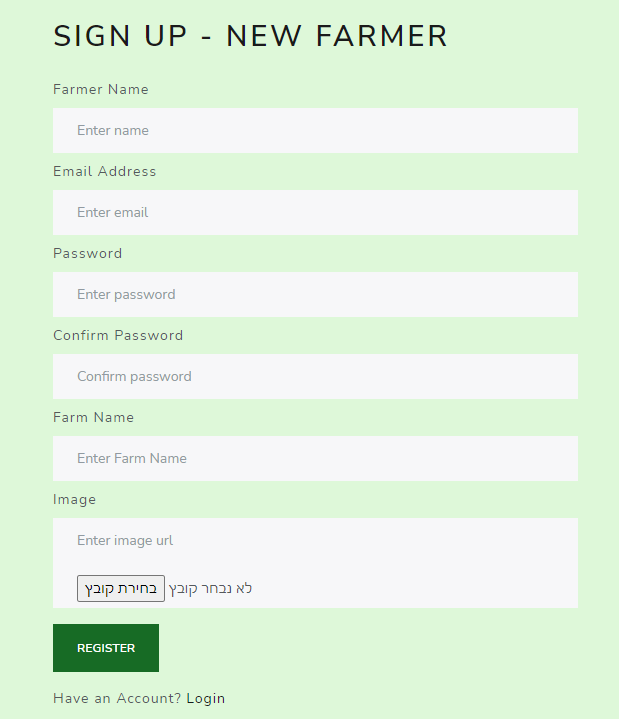 SIGN UP - NEW FARMER
Farmer Name
Enter name
Email Address
Enter email
Password
Enter password
Confirm Password
Confirm password
Farm Name
Enter Farm Name
Image
Enter image url
בחירת קובץ לא נבחר קובץ
REGISTER
Have an Account? Login